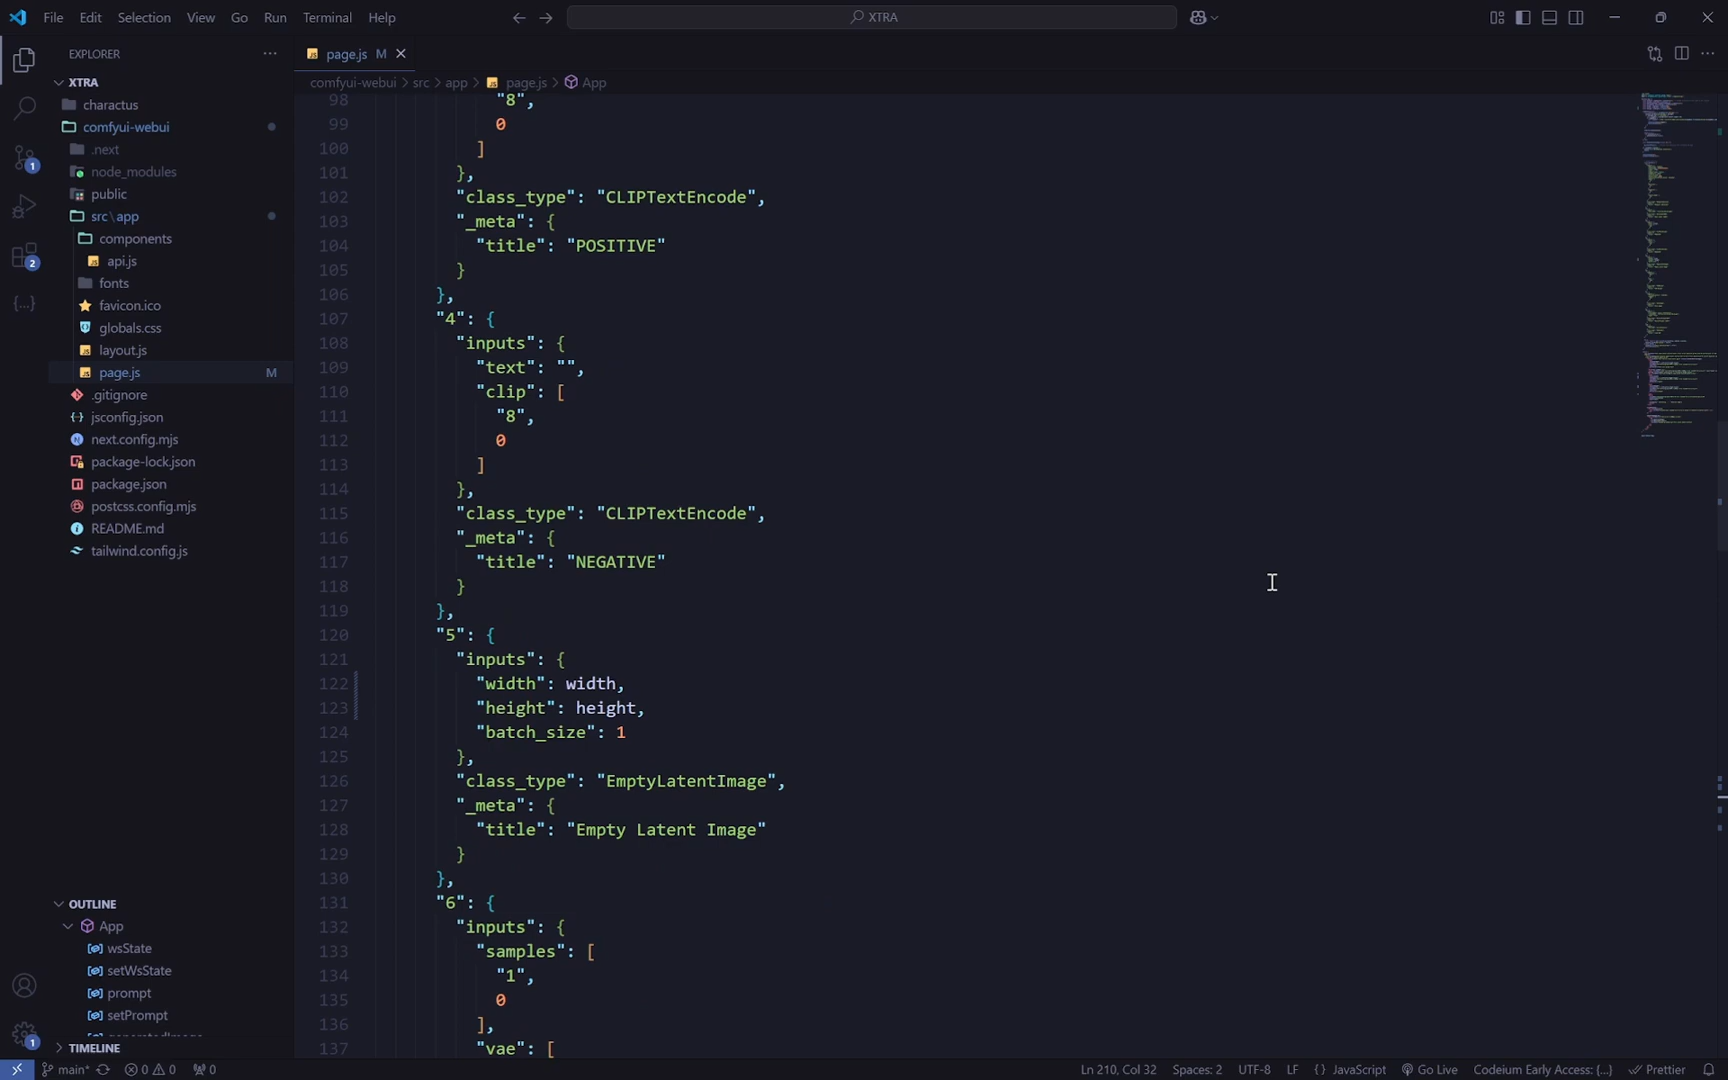 File Edit Selection View Go Run Terminal Help
XTRA
EXPLORER
XTRA
charactus
comfyui-webui
.next
node_modules
public
src\app
components
api.js
fonts
favicon.ico
globals.css
layout.js
page.js M
.gitignore
jsconfig.json
next.config.mjs
package-lock.json
package.json
postcss.config.mjs
README.md
tailwind.config.js
OUTLINE
App
wsState
setWsState
prompt
setPrompt
TIMELINE
1
2
1
page.js M
comfyui-webui > src > app > page.js > App
98 "8",
99 0
100 ]
101 },
102 "class_type": "CLIPTextEncode",
103 "_meta": {
104 "title": "POSITIVE"
105 }
106 },
107 "4": {
108 "inputs": {
109 "text": "",
110 "clip": [
111 "8",
112 0
113 ]
114 },
115 "class_type": "CLIPTextEncode",
116 "_meta": {
117 "title": "NEGATIVE"
118 }
119 },
120 "5": {
121 "inputs": {
122 "width": width,
123 "height": height,
124 "batch_size": 1
125 },
126 "class_type": "EmptyLatentImage",
127 "_meta": {
128 "title": "Empty Latent Image"
129 }
130 },
131 "6": {
132 "inputs": {
133 "samples": [
134 "1",
135 0
136 ],
137 "vae": [
main* 0 0 0 Ln 210, Col 32 Spaces: 2 UTF-8 LF {} JavaScript Go Live Codeium Early Access: {...} Prettier